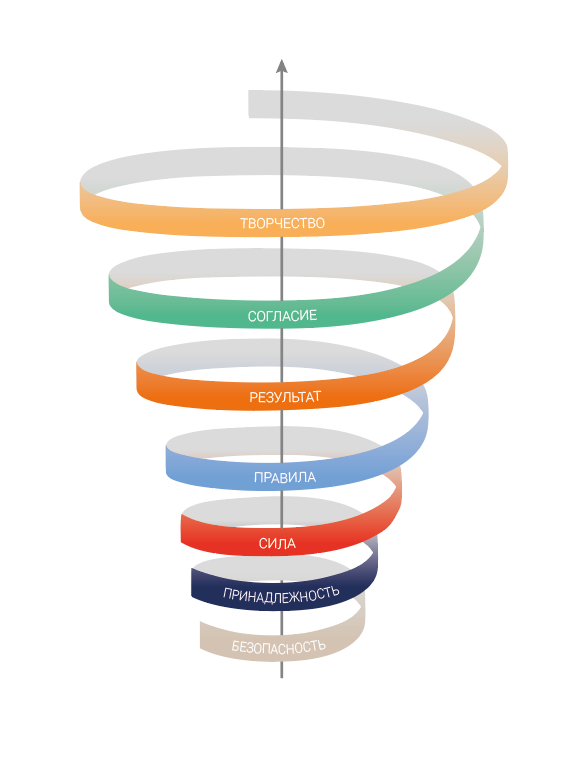 ТВОРЧЕСТВО
СОГЛАСИЕ
РЕЗУЛЬТАТ
ПРАВИЛА
СИЛА
ПРИНАДЛЕЖНОСТЬ
БЕЗОПАСНОСТЬ